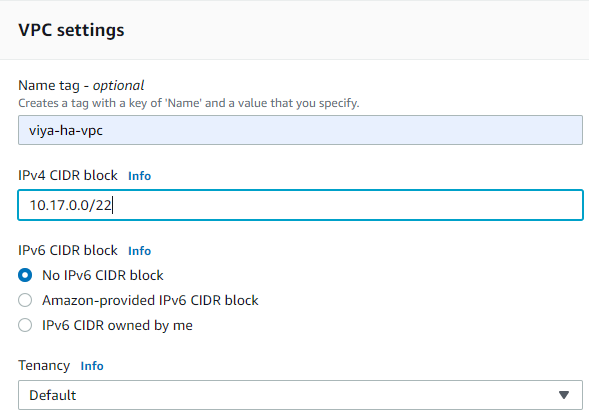 VPC settings
Name tag - optional
Creates a tag with a key of 'Name' and a value that you specify.
viya-ha-vpc
IPv4 CIDR block Info
10.17.0.0/22
IPv6 CIDR block Info
No IPv6 CIDR block
Amazon-provided IPv6 CIDR block
IPv6 CIDR owned by me
Tenancy Info
Default